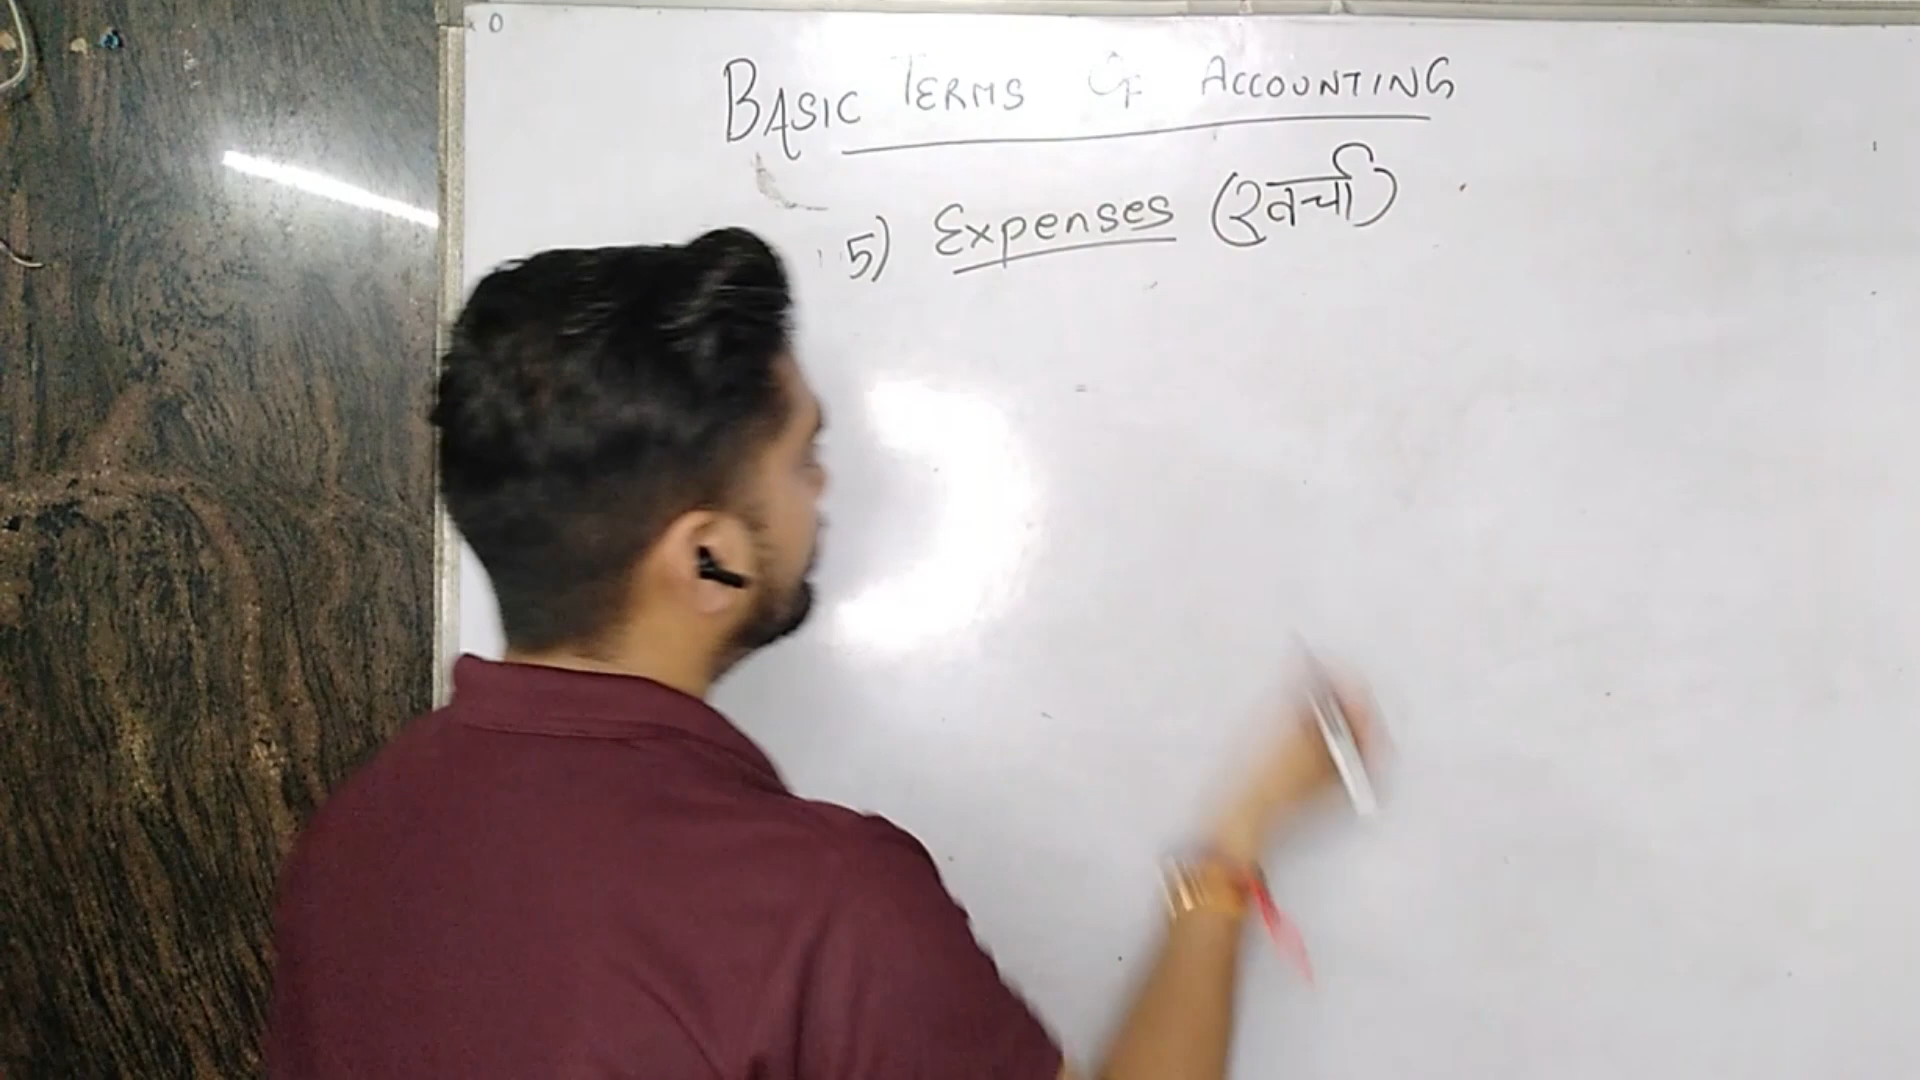 BASIC TERMS OF ACCOUNTING
5) Expenses (खर्चा)